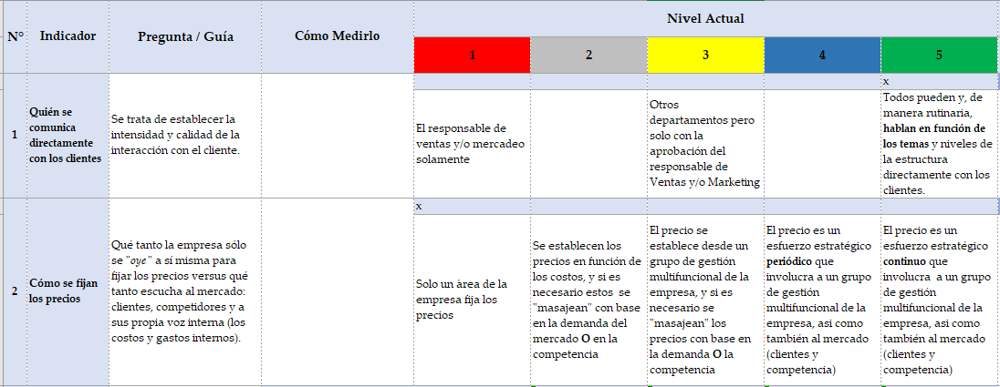 Nivel Actual
N° Indicador Pregunta / Guía Cómo Medirlo
1 2 3 4 5
x
1
Quién se
comunica
directamente
con los clientes
Se trata de establecer la
intensidad y calidad de la
interacción con el cliente.
El responsable de
ventas y/o mercadeo
solamente
Otros
departamentos pero
solo con la
aprobación del
responsable de
Ventas y/o Marketing
Todos pueden y, de
manera rutinaria,
hablan en función de
los temas y niveles de
la estructura
directamente con los
clientes.
x
2
Cómo se fijan
los precios
Qué tanto la empresa sólo
se "oye" a sí misma para
fijar los precios versus qué
tanto escucha al mercado:
clientes, competidores y a
sus propia voz interna (los
costos y gastos internos).
Solo un área de la
empresa fija los
precios
Se establecen los
precios en función de
los costos, y si es
necesario estos se
"masajean" con base
en la demanda del
mercado O en la
competencia
El precio se
establece desde un
grupo de gestión
multifuncional de la
empresa, y si es
necesario se
"masajean" los
precios con base en
la demanda O la
competencia
El precio es un
esfuerzo estratégico
periódico que
involucra a un grupo
de gestión
multifuncional de la
empresa, asi como
también al mercado
(clientes y
competencia)
El precio es un
esfuerzo estratégico
continuo que
involucra a un grupo
de gestión
multifuncional de la
empresa, asi como
también al mercado
(clientes y
competencia)